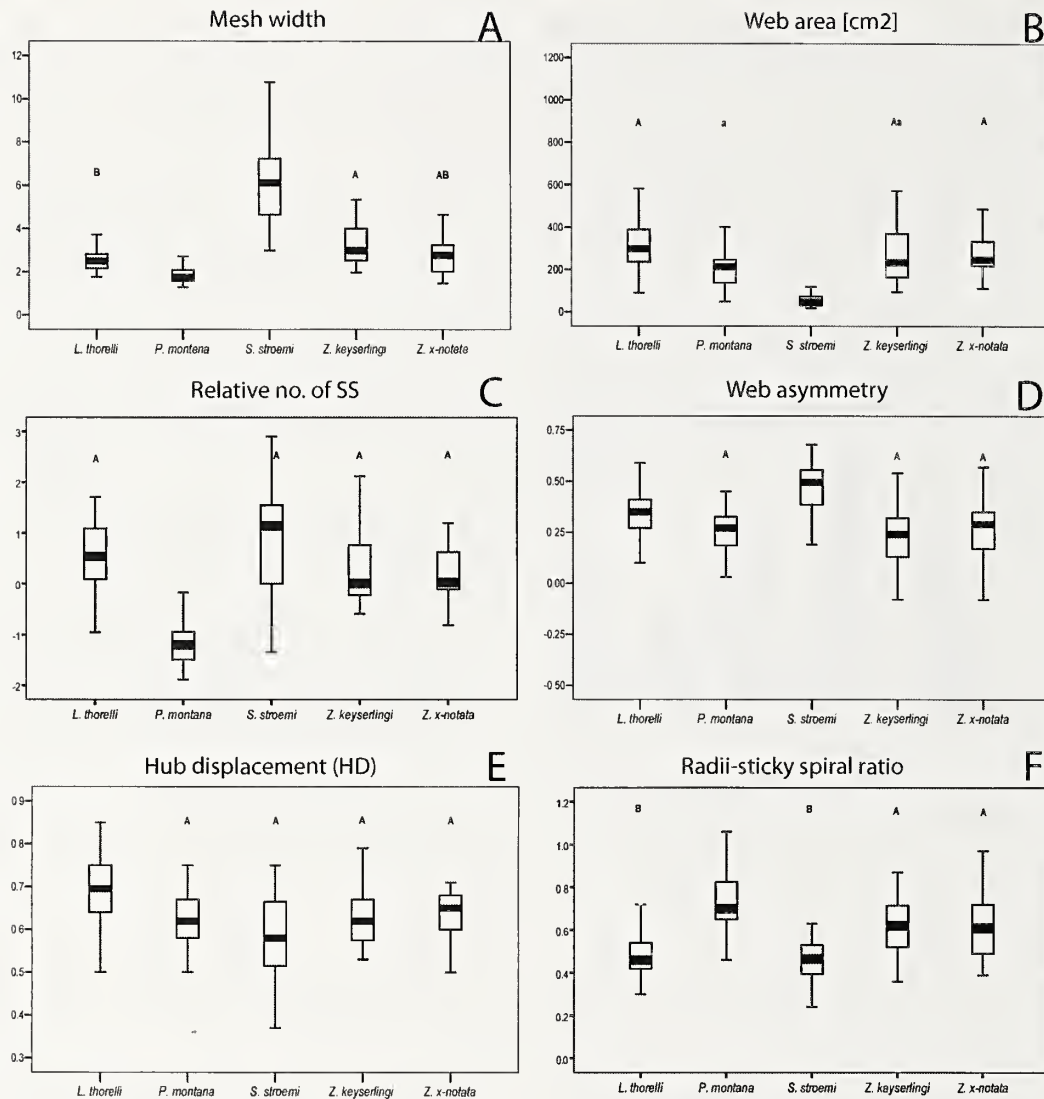 Mesh width
A
12
10
8
6
4
2
0
B A AB
L. thorelli P. montana S. stroemi Z. keyserlingi Z. x-notata
Web area [cm2]
B
1200
1000
800
600
400
200
0
A a Aa A
L. thorelli P. montana S. stroemi Z. keyserlingi Z. x-notata
Relative no. of SS
C
3
2
1
0
-1
-2
A A A A
L. thorelli P. montana S. stroemi Z. keyserlingi Z. x-notata
Web asymmetry
D
0.75
0.50
0.25
0.00
-0.25
-0.50
A A A
L. thorelli P. montana S. stroemi Z. keyserlingi Z. x-notata
Hub displacement (HD)
E
0.9
0.8
0.7
0.6
0.5
0.4
0.3
A A A A
L. thorelli P. montana S. stroemi Z. keyserlingi Z. x-notata
Radii-sticky spiral ratio
F
1.2
1.0
0.8
0.6
0.4
0.2
0.0
B B A A
L. thorelli P. montana S. stroemi Z. keyserlingi Z. x-notata